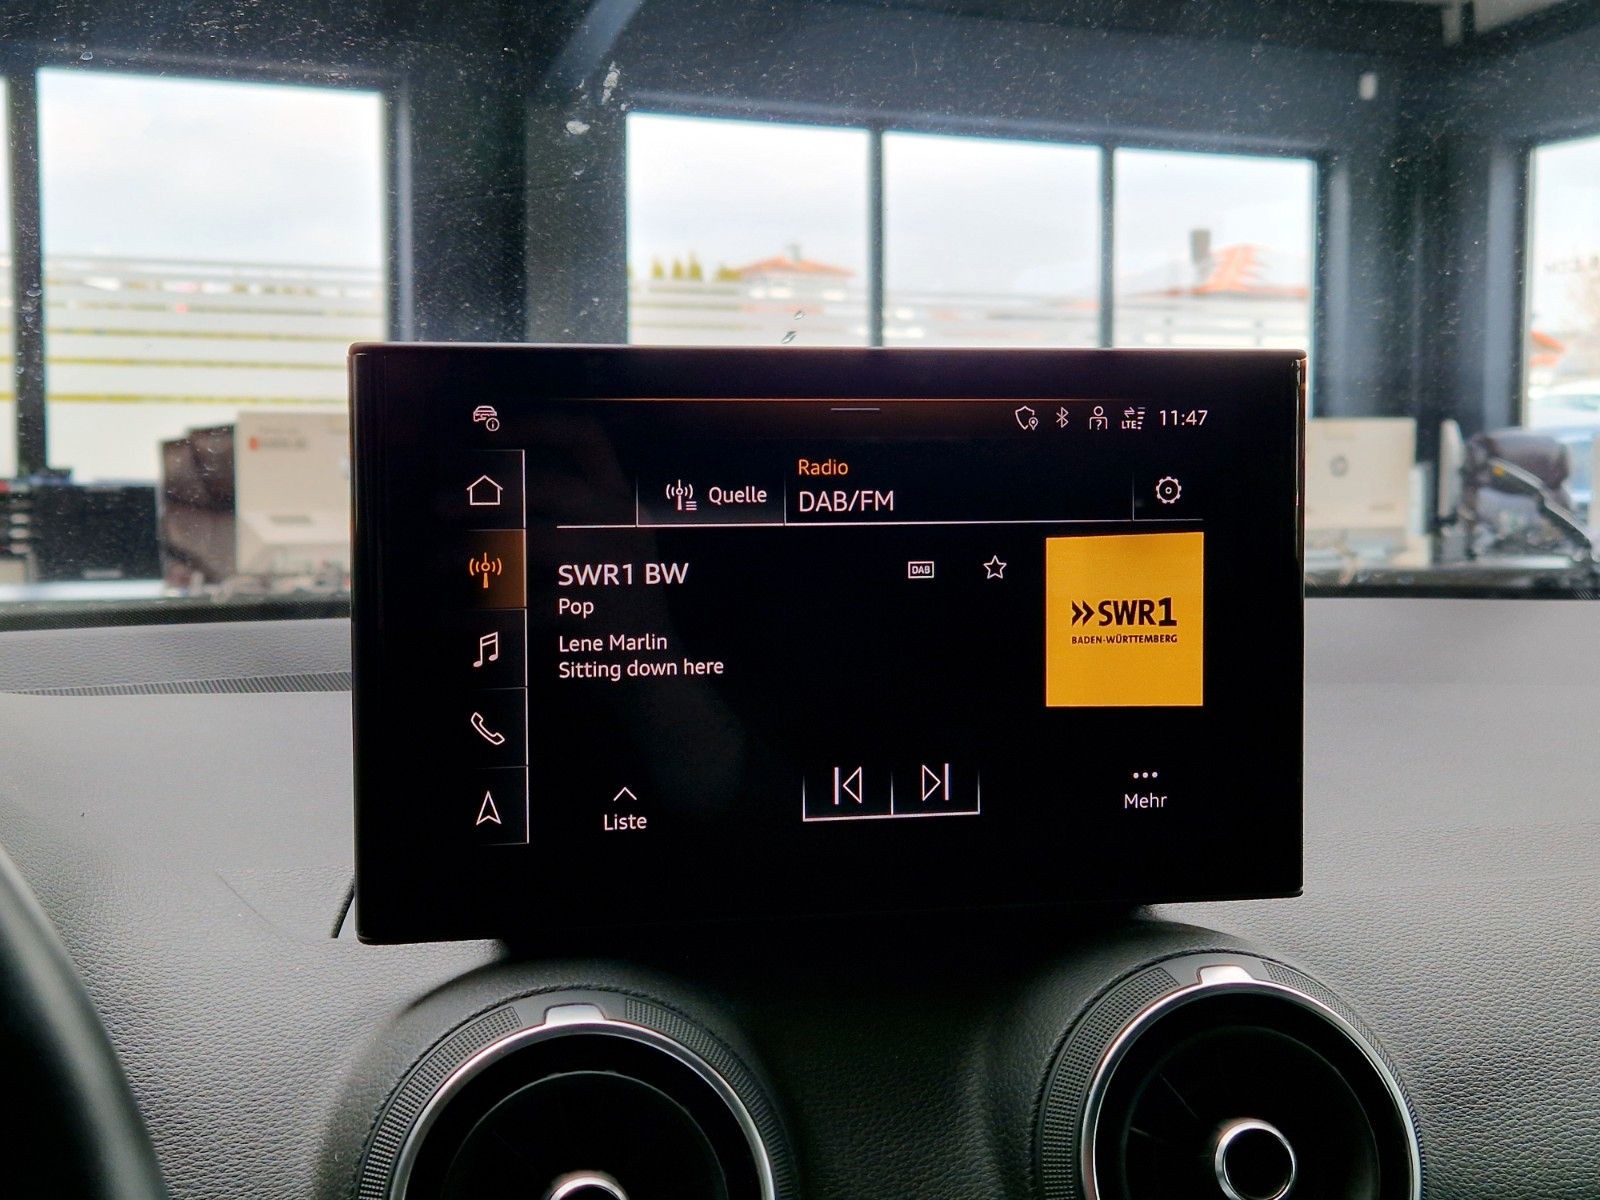 LTE
11:47
Quelle
Radio
DAB/FM
SWR1 BW
DAB
Pop
Lene Marlin
Sitting down here
SWR1
BADEN-WÜRTTEMBERG
Liste
Mehr